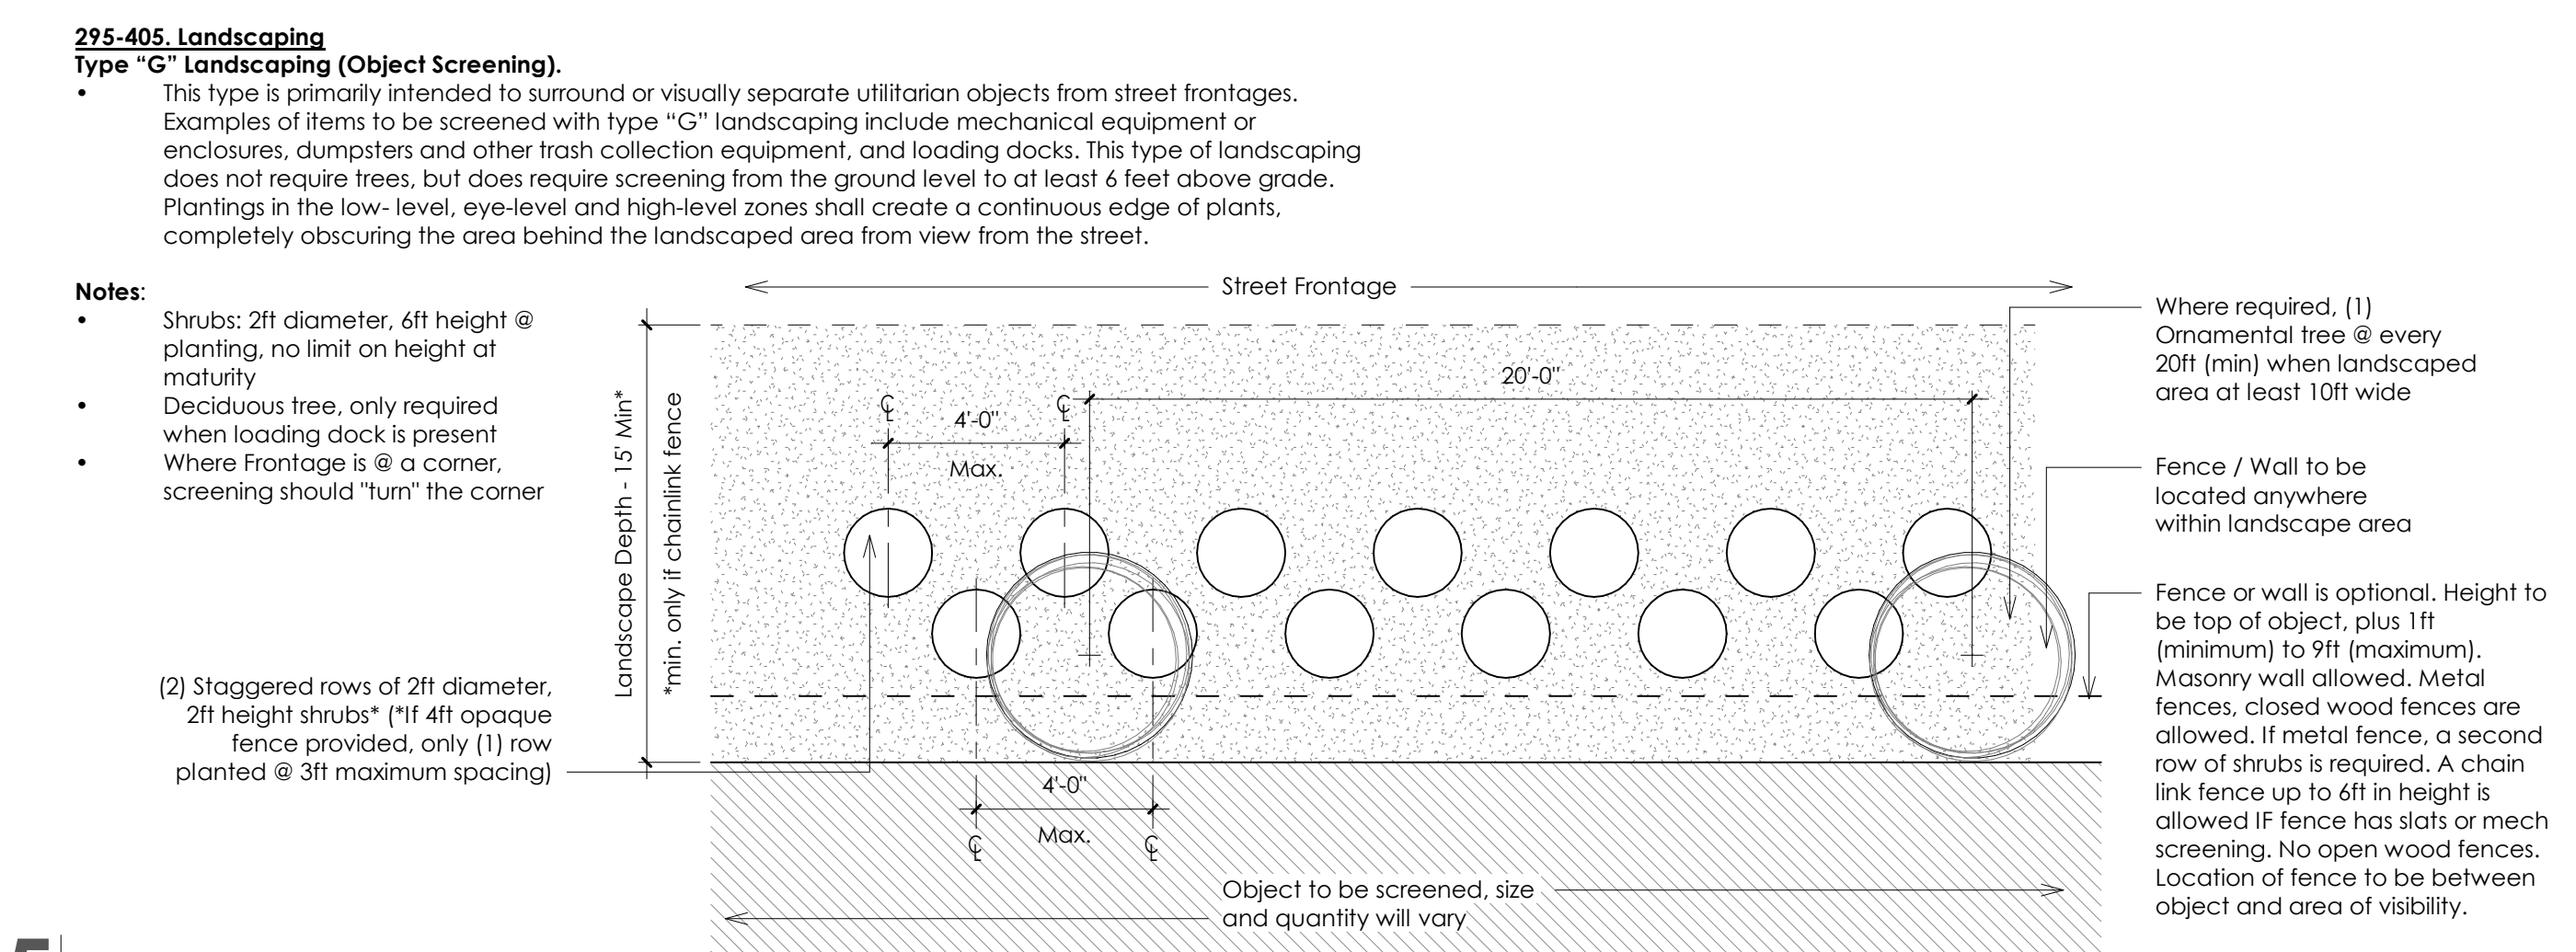 295-405. Landscaping
Type “G” Landscaping (Object Screening).
• This type is primarily intended to surround or visually separate utilitarian objects from street frontages.
Examples of items to be screened with type “G” landscaping include mechanical equipment or
enclosures, dumpsters and other trash collection equipment, and loading docks. This type of landscaping
does not require trees, but does require screening from the ground level to at least 6 feet above grade.
Plantings in the low- level, eye-level and high-level zones shall create a continuous edge of plants,
completely obscuring the area behind the landscaped area from view from the street.
Notes:
• Shrubs: 2ft diameter, 6ft height @
planting, no limit on height at
maturity
• Deciduous tree, only required
when loading dock is present
• Where Frontage is @ a corner,
screening should "turn" the corner
(2) Staggered rows of 2ft diameter,
2ft height shrubs* (*If 4ft opaque
fence provided, only (1) row
planted @ 3ft maximum spacing)
Landscape Depth - 15' Min*
*min. only if chainlink fence
Street Frontage
20'-0"
℄ ℄
4'-0"
Max.
4'-0"
Max.
℄ ℄
Object to be screened, size
and quantity will vary
Where required, (1)
Ornamental tree @ every
20ft (min) when landscaped
area at least 10ft wide
Fence / Wall to be
located anywhere
within landscape area
Fence or wall is optional. Height to
be top of object, plus 1ft
(minimum) to 9ft (maximum).
Masonry wall allowed. Metal
fences, closed wood fences are
allowed. If metal fence, a second
row of shrubs is required. A chain
link fence up to 6ft in height is
allowed IF fence has slats or mech
screening. No open wood fences.
Location of fence to be between
object and area of visibility.